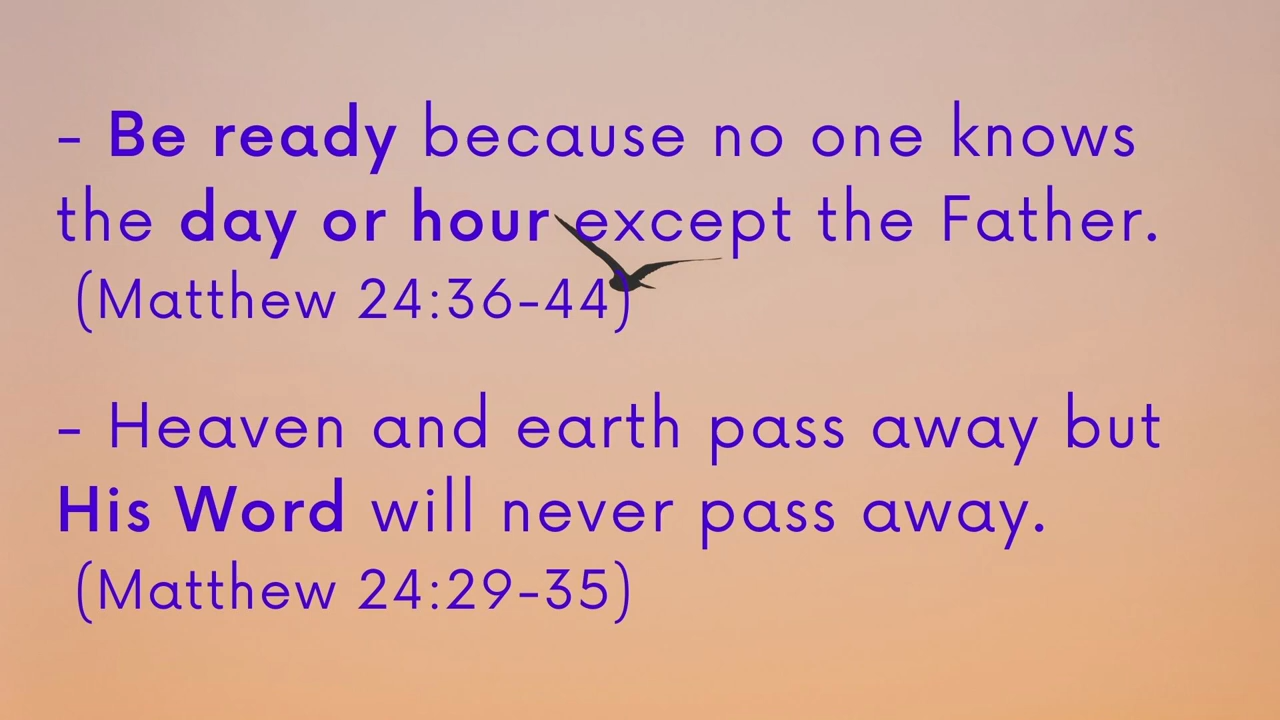 - Be ready because no one knows
the day or hour except the Father.
(Matthew 24:36-44)
- Heaven and earth pass away but
His Word will never pass away.
(Matthew 24:29-35)